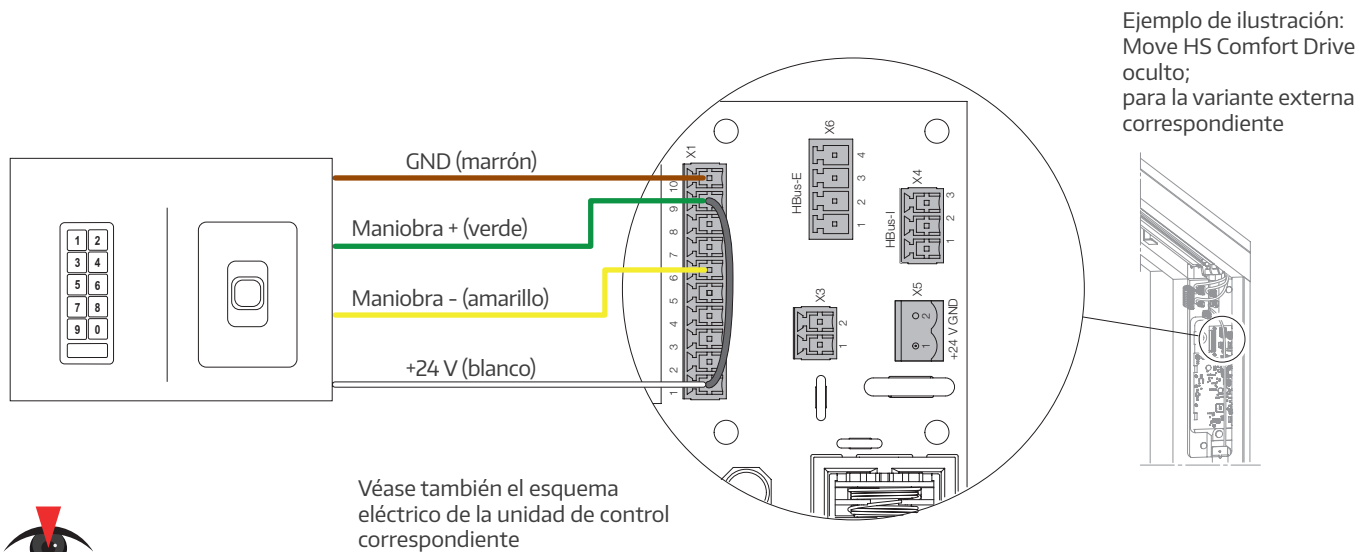 Ejemplo de ilustración:
Move HS Comfort Drive
oculto;
para la variante externa
correspondiente
GND (marrón)
Maniobra + (verde)
Maniobra - (amarillo)
+24 V (blanco)
1 2
3 4
5 6
7 8
9 0
X1
10
9
8
7
6
5
4
3
2
1
X6
HBus-E
4
3
2
1
X4
HBus-I
3
2
1
X3
2
1
X5
2
1
+24 V GND
Véase también el esquema
eléctrico de la unidad de control
correspondiente